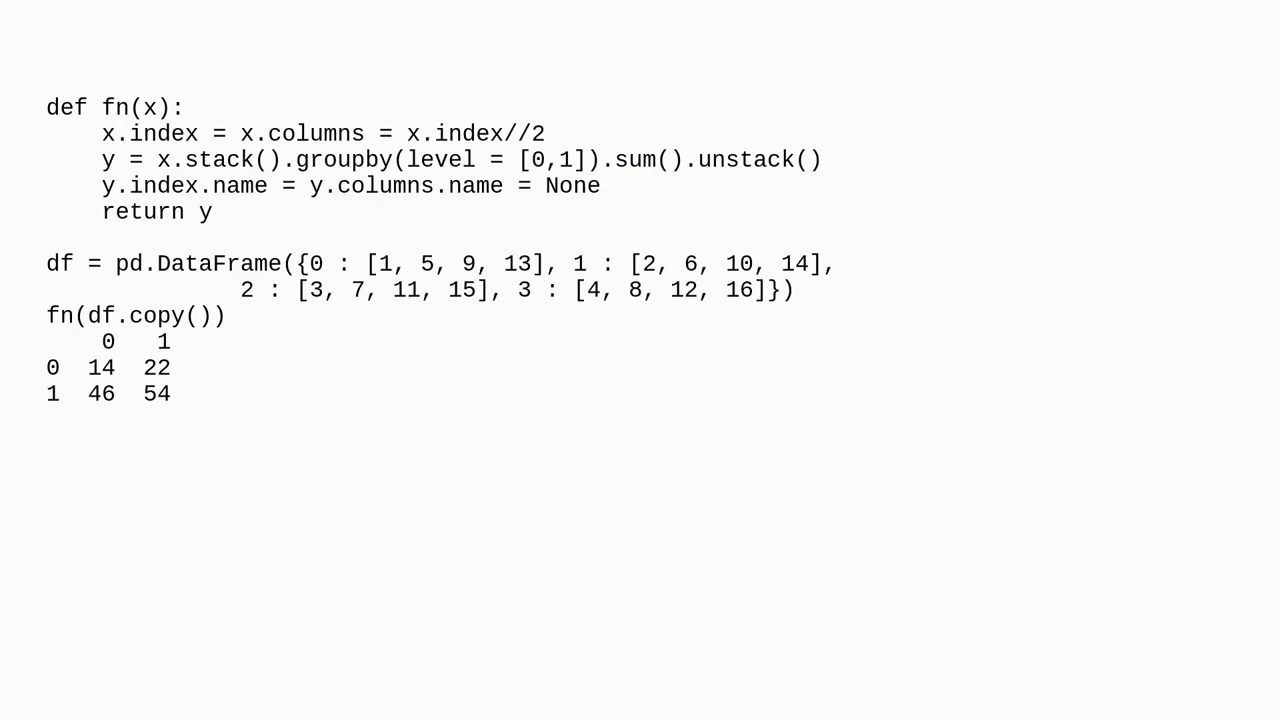 def fn(x):
    x.index = x.columns = x.index//2
    y = x.stack().groupby(level = [0,1]).sum().unstack()
    y.index.name = y.columns.name = None
    return y

df = pd.DataFrame({0 : [1, 5, 9, 13], 1 : [2, 6, 10, 14],
              2 : [3, 7, 11, 15], 3 : [4, 8, 12, 16]})
fn(df.copy())
    0   1
0  14  22
1  46  54